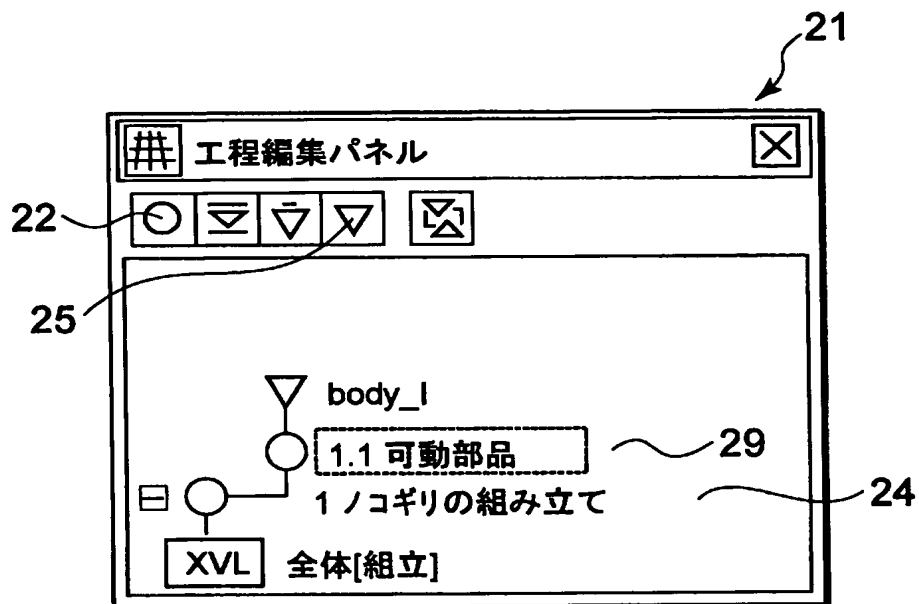 21
工程編集パネル
22
25
body_l
1.1 可動部品
29
1 ノコギリの組み立て
24
XVL 全体[組立]